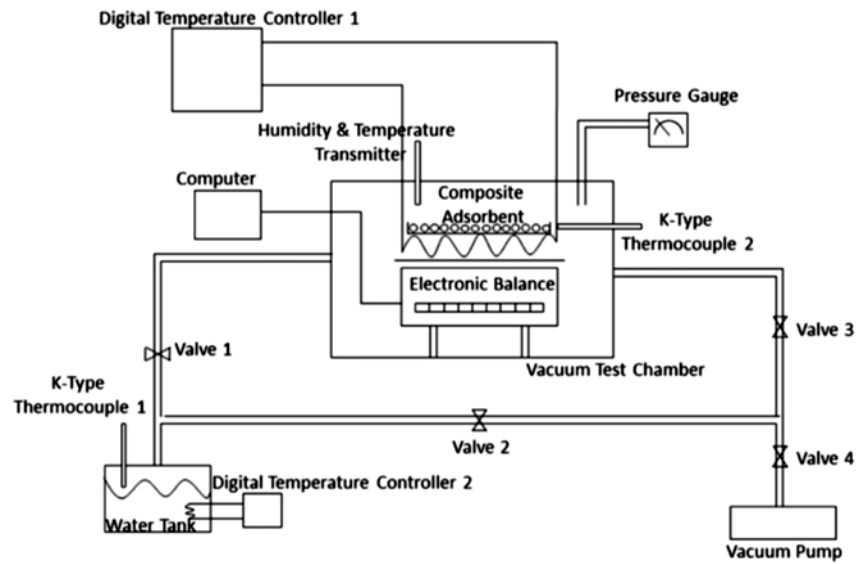 Digital Temperature Controller 1
Pressure Gauge
Humidity & Temperature
Transmitter
Computer
Composite
Adsorbent
K-Type
Thermocouple 2
Electronic Balance
Valve 3
Valve 1
Vacuum Test Chamber
K-Type
Thermocouple 1
Valve 2
Valve 4
Digital Temperature Controller 2
Water Tank
Vacuum Pump